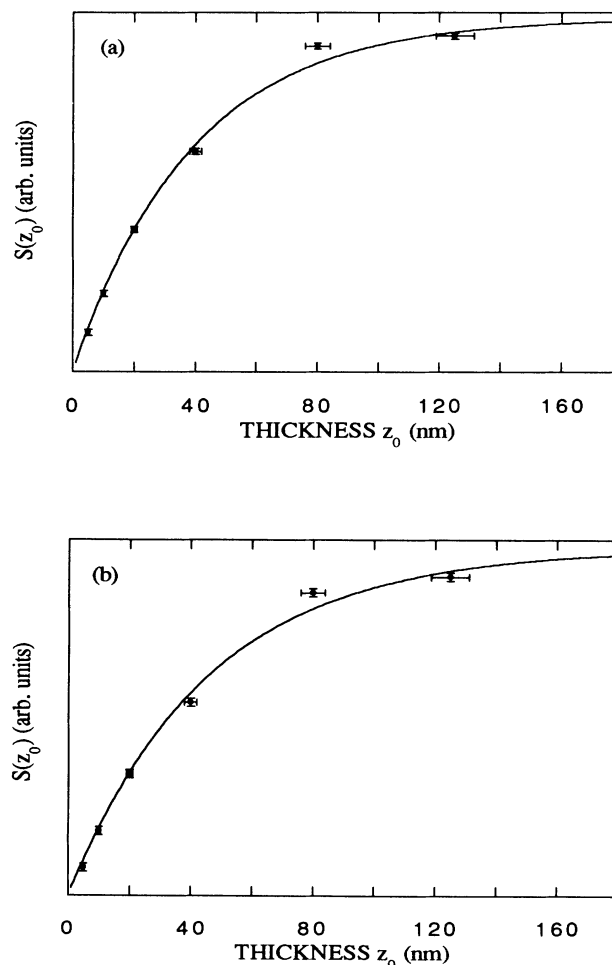 (a)
S(z₀) (arb. units)
0 40 80 120 160
THICKNESS z₀ (nm)
(b)
S(z₀) (arb. units)
0 40 80 120 160
THICKNESS z₀ (nm)